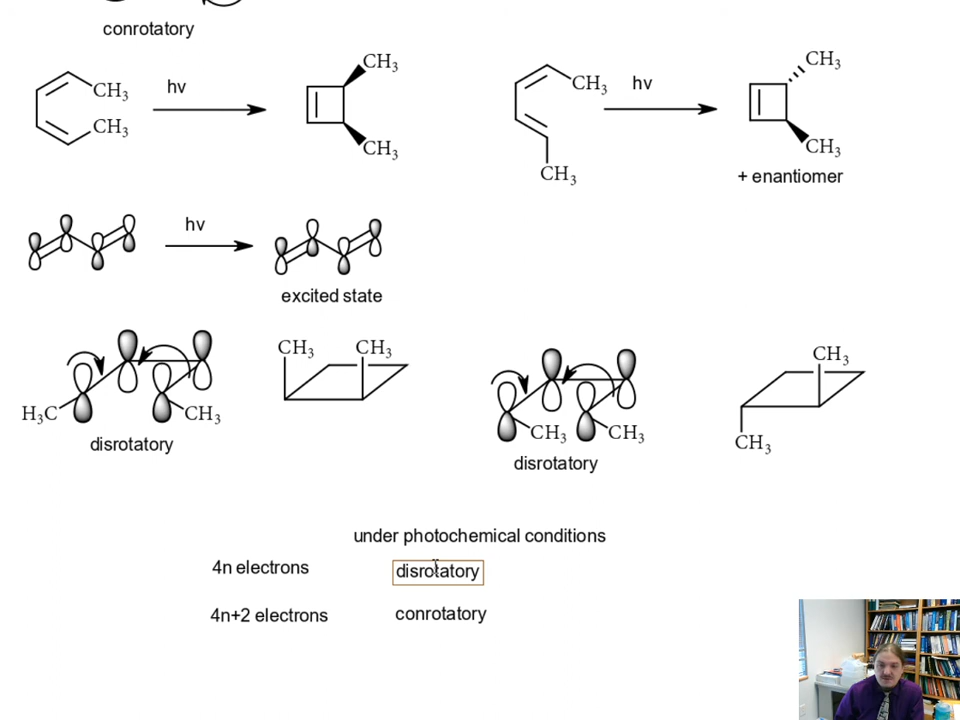 conrotatory
CH3
CH3
hv
CH3
CH3
CH3
CH3
hv
CH3
CH3
+ enantiomer
hv
excited state
H3C
CH3
disrotatory
CH3
CH3
CH3
CH3
disrotatory
CH3
CH3
under photochemical conditions
4n electrons
disrotatory
4n+2 electrons
conrotatory